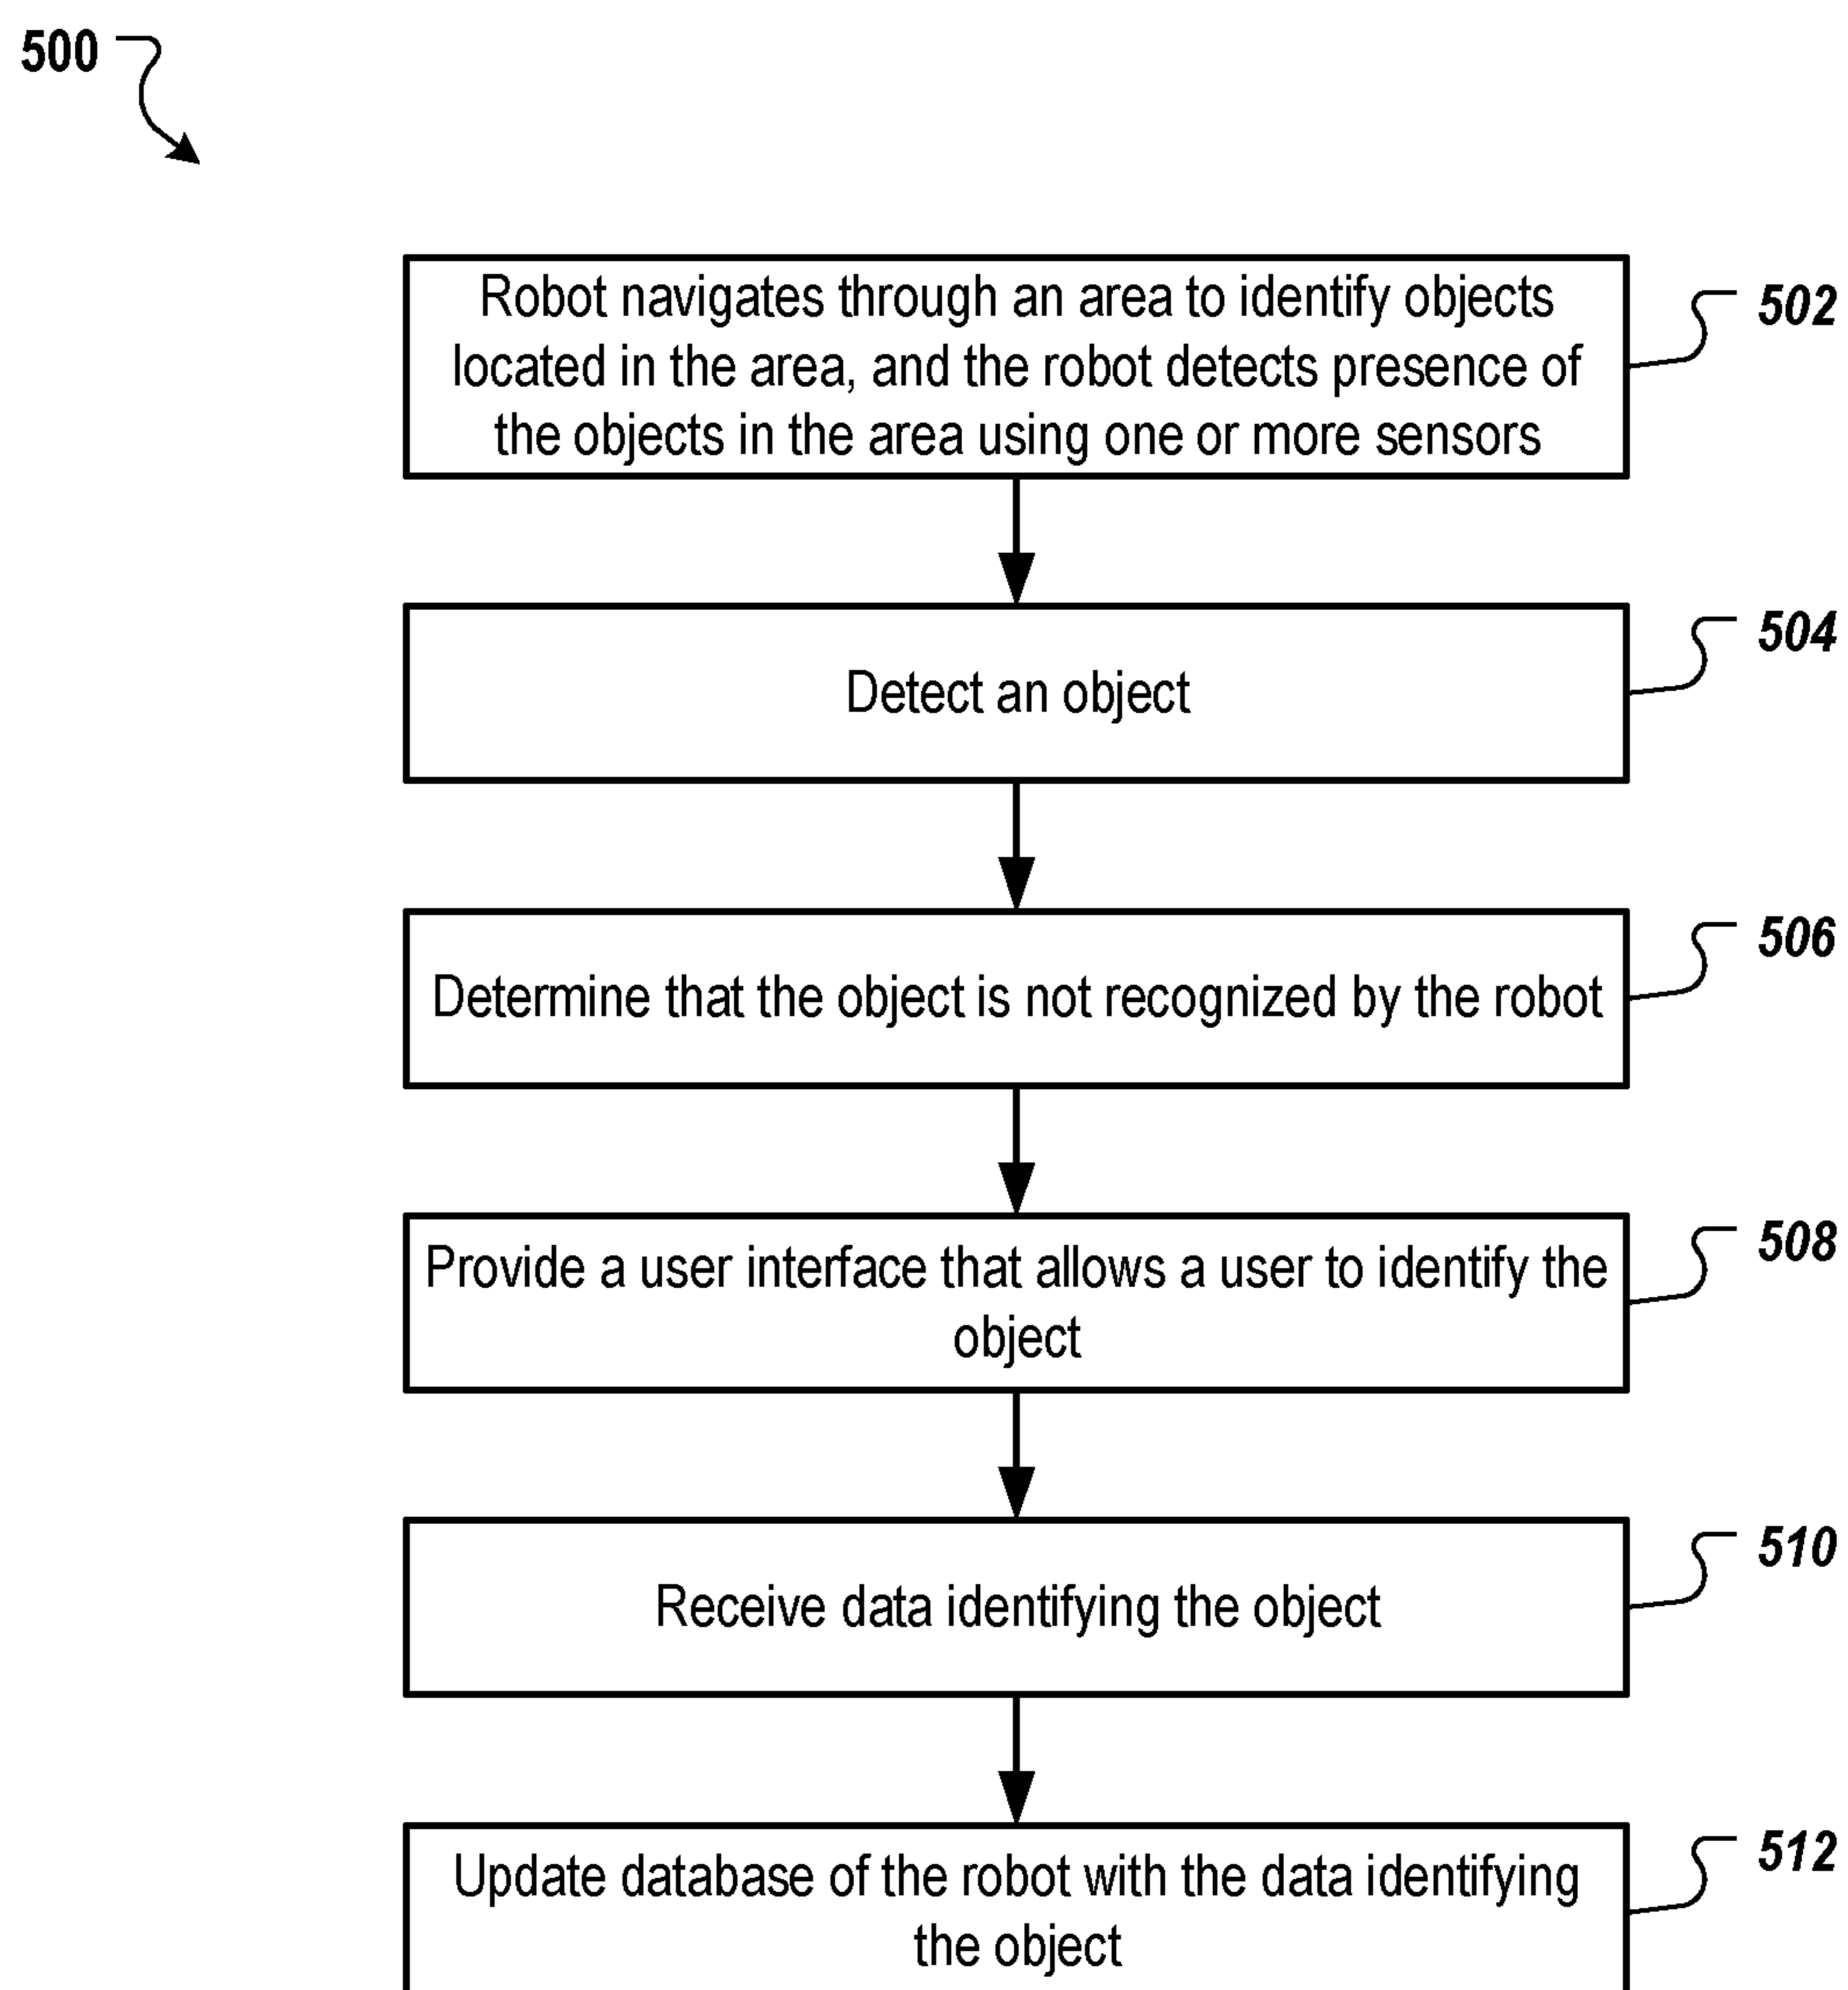 500
Robot navigates through an area to identify objects
located in the area, and the robot detects presence of
the objects in the area using one or more sensors
502
Detect an object
504
Determine that the object is not recognized by the robot
506
Provide a user interface that allows a user to identify the
object
508
Receive data identifying the object
510
Update database of the robot with the data identifying
the object
512